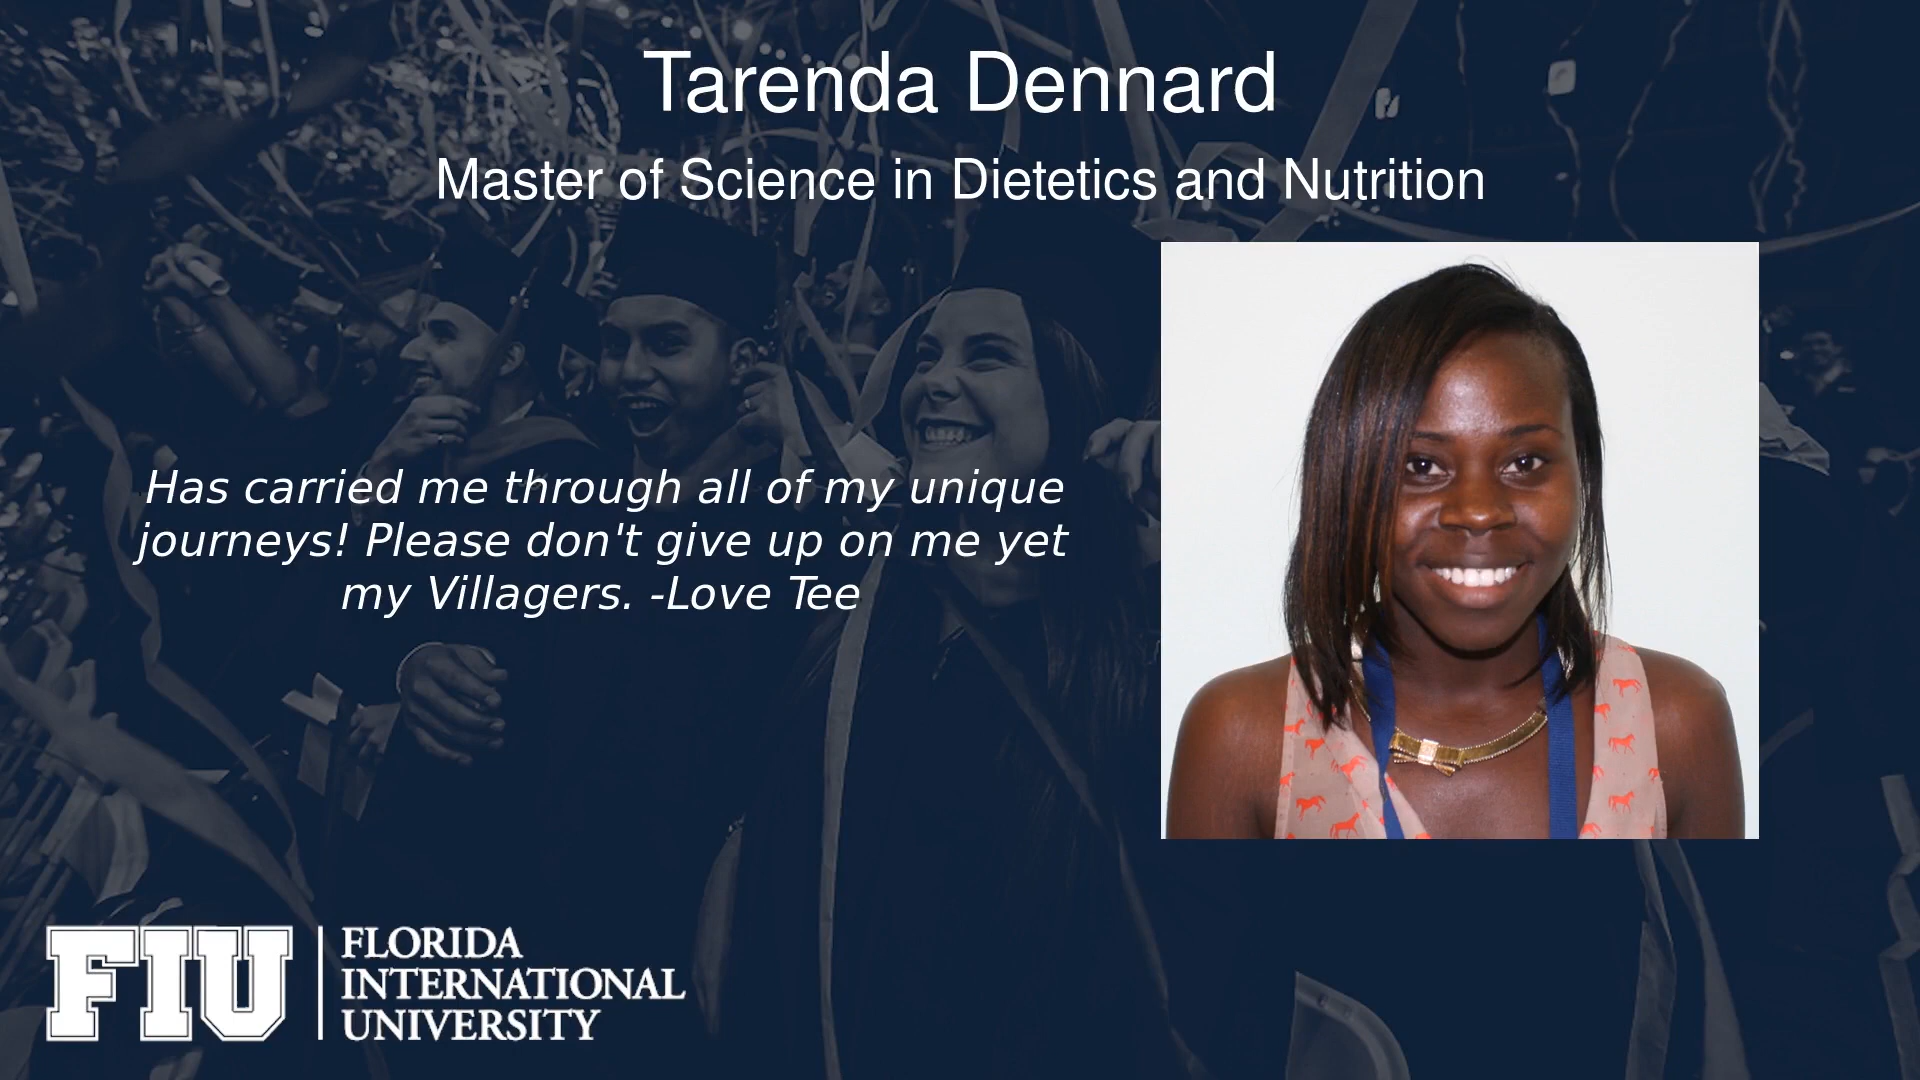 Tarenda Dennard
Master of Science in Dietetics and Nutrition
Has carried me through all of my unique
journeys! Please don't give up on me yet
my Villagers. -Love Tee
FIU
FLORIDA
INTERNATIONAL
UNIVERSITY